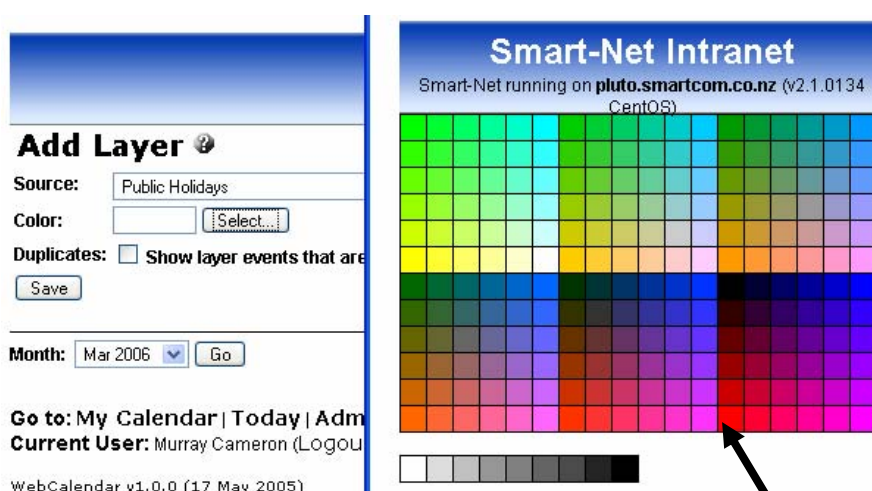 Add Layer
Source: Public Holidays
Color: Select...
Duplicates: Show layer events that are
Save
Month: Mar 2006 Go
Go to: My Calendar | Today | Adm
Current User: Murray Cameron (Logou
WebCalendar v1.0.0 (17 May 2005)
Smart-Net Intranet
Smart-Net running on pluto.smartcom.co.nz (v2.1.0134
CentOS)